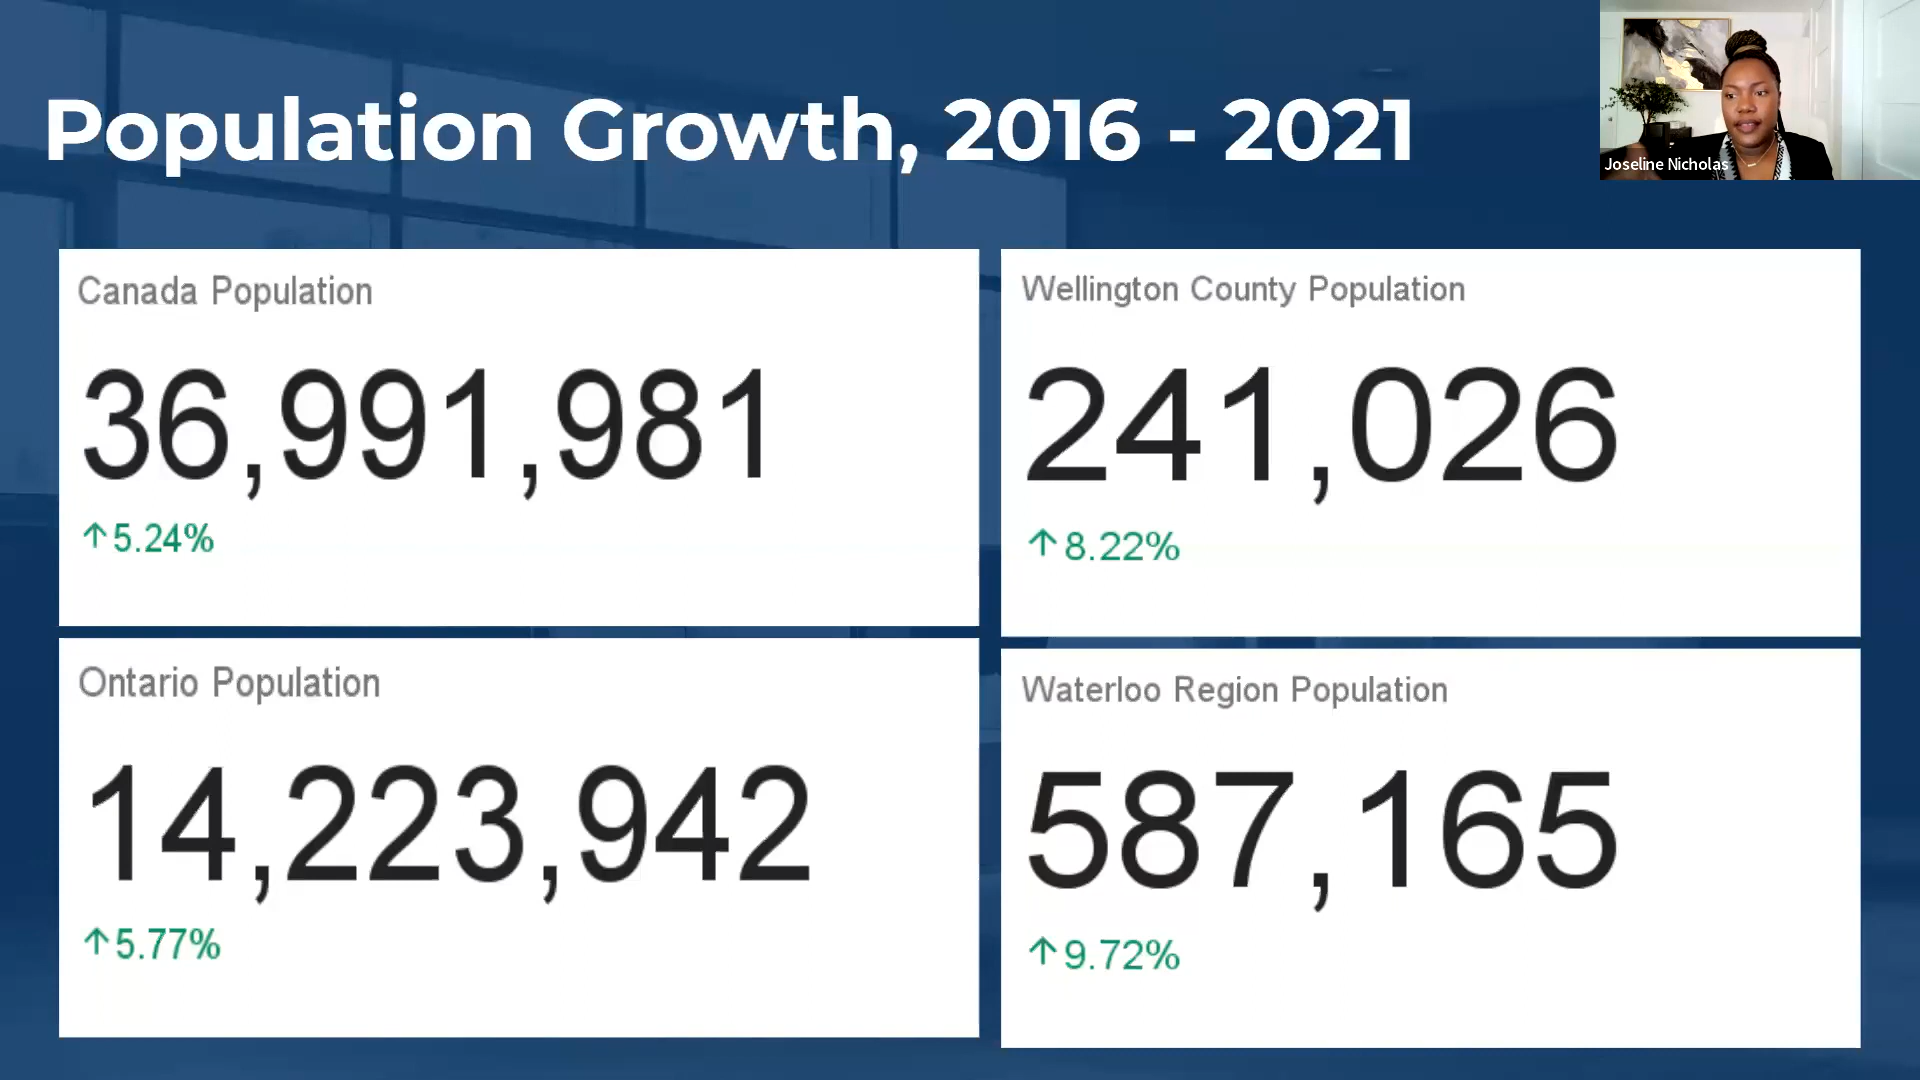 Population Growth, 2016 - 2021
Joseline Nicholas
Canada Population
36,991,981
↑5.24%
Wellington County Population
241,026
↑8.22%
Ontario Population
14,223,942
↑5.77%
Waterloo Region Population
587,165
↑9.72%